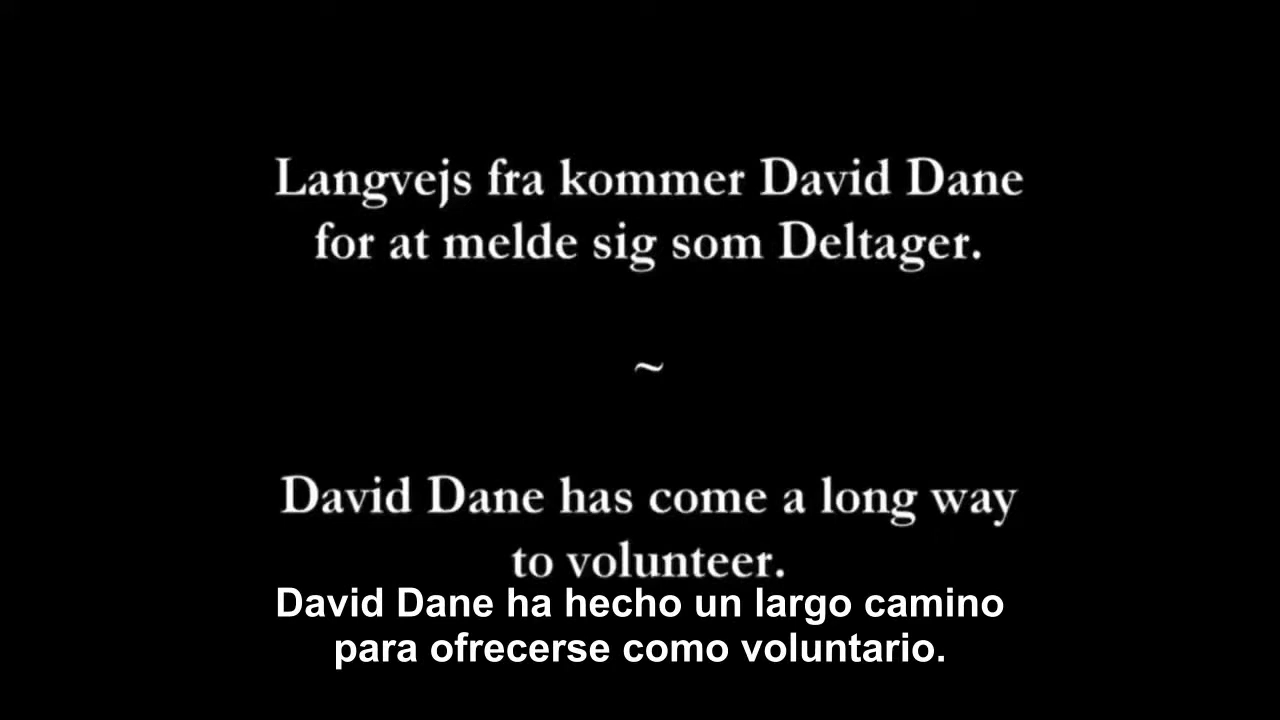 Langvejs fra kommer David Dane
for at melde sig som Deltager.
~
David Dane has come a long way
to volunteer.
David Dane ha hecho un largo camino
para ofrecerse como voluntario.